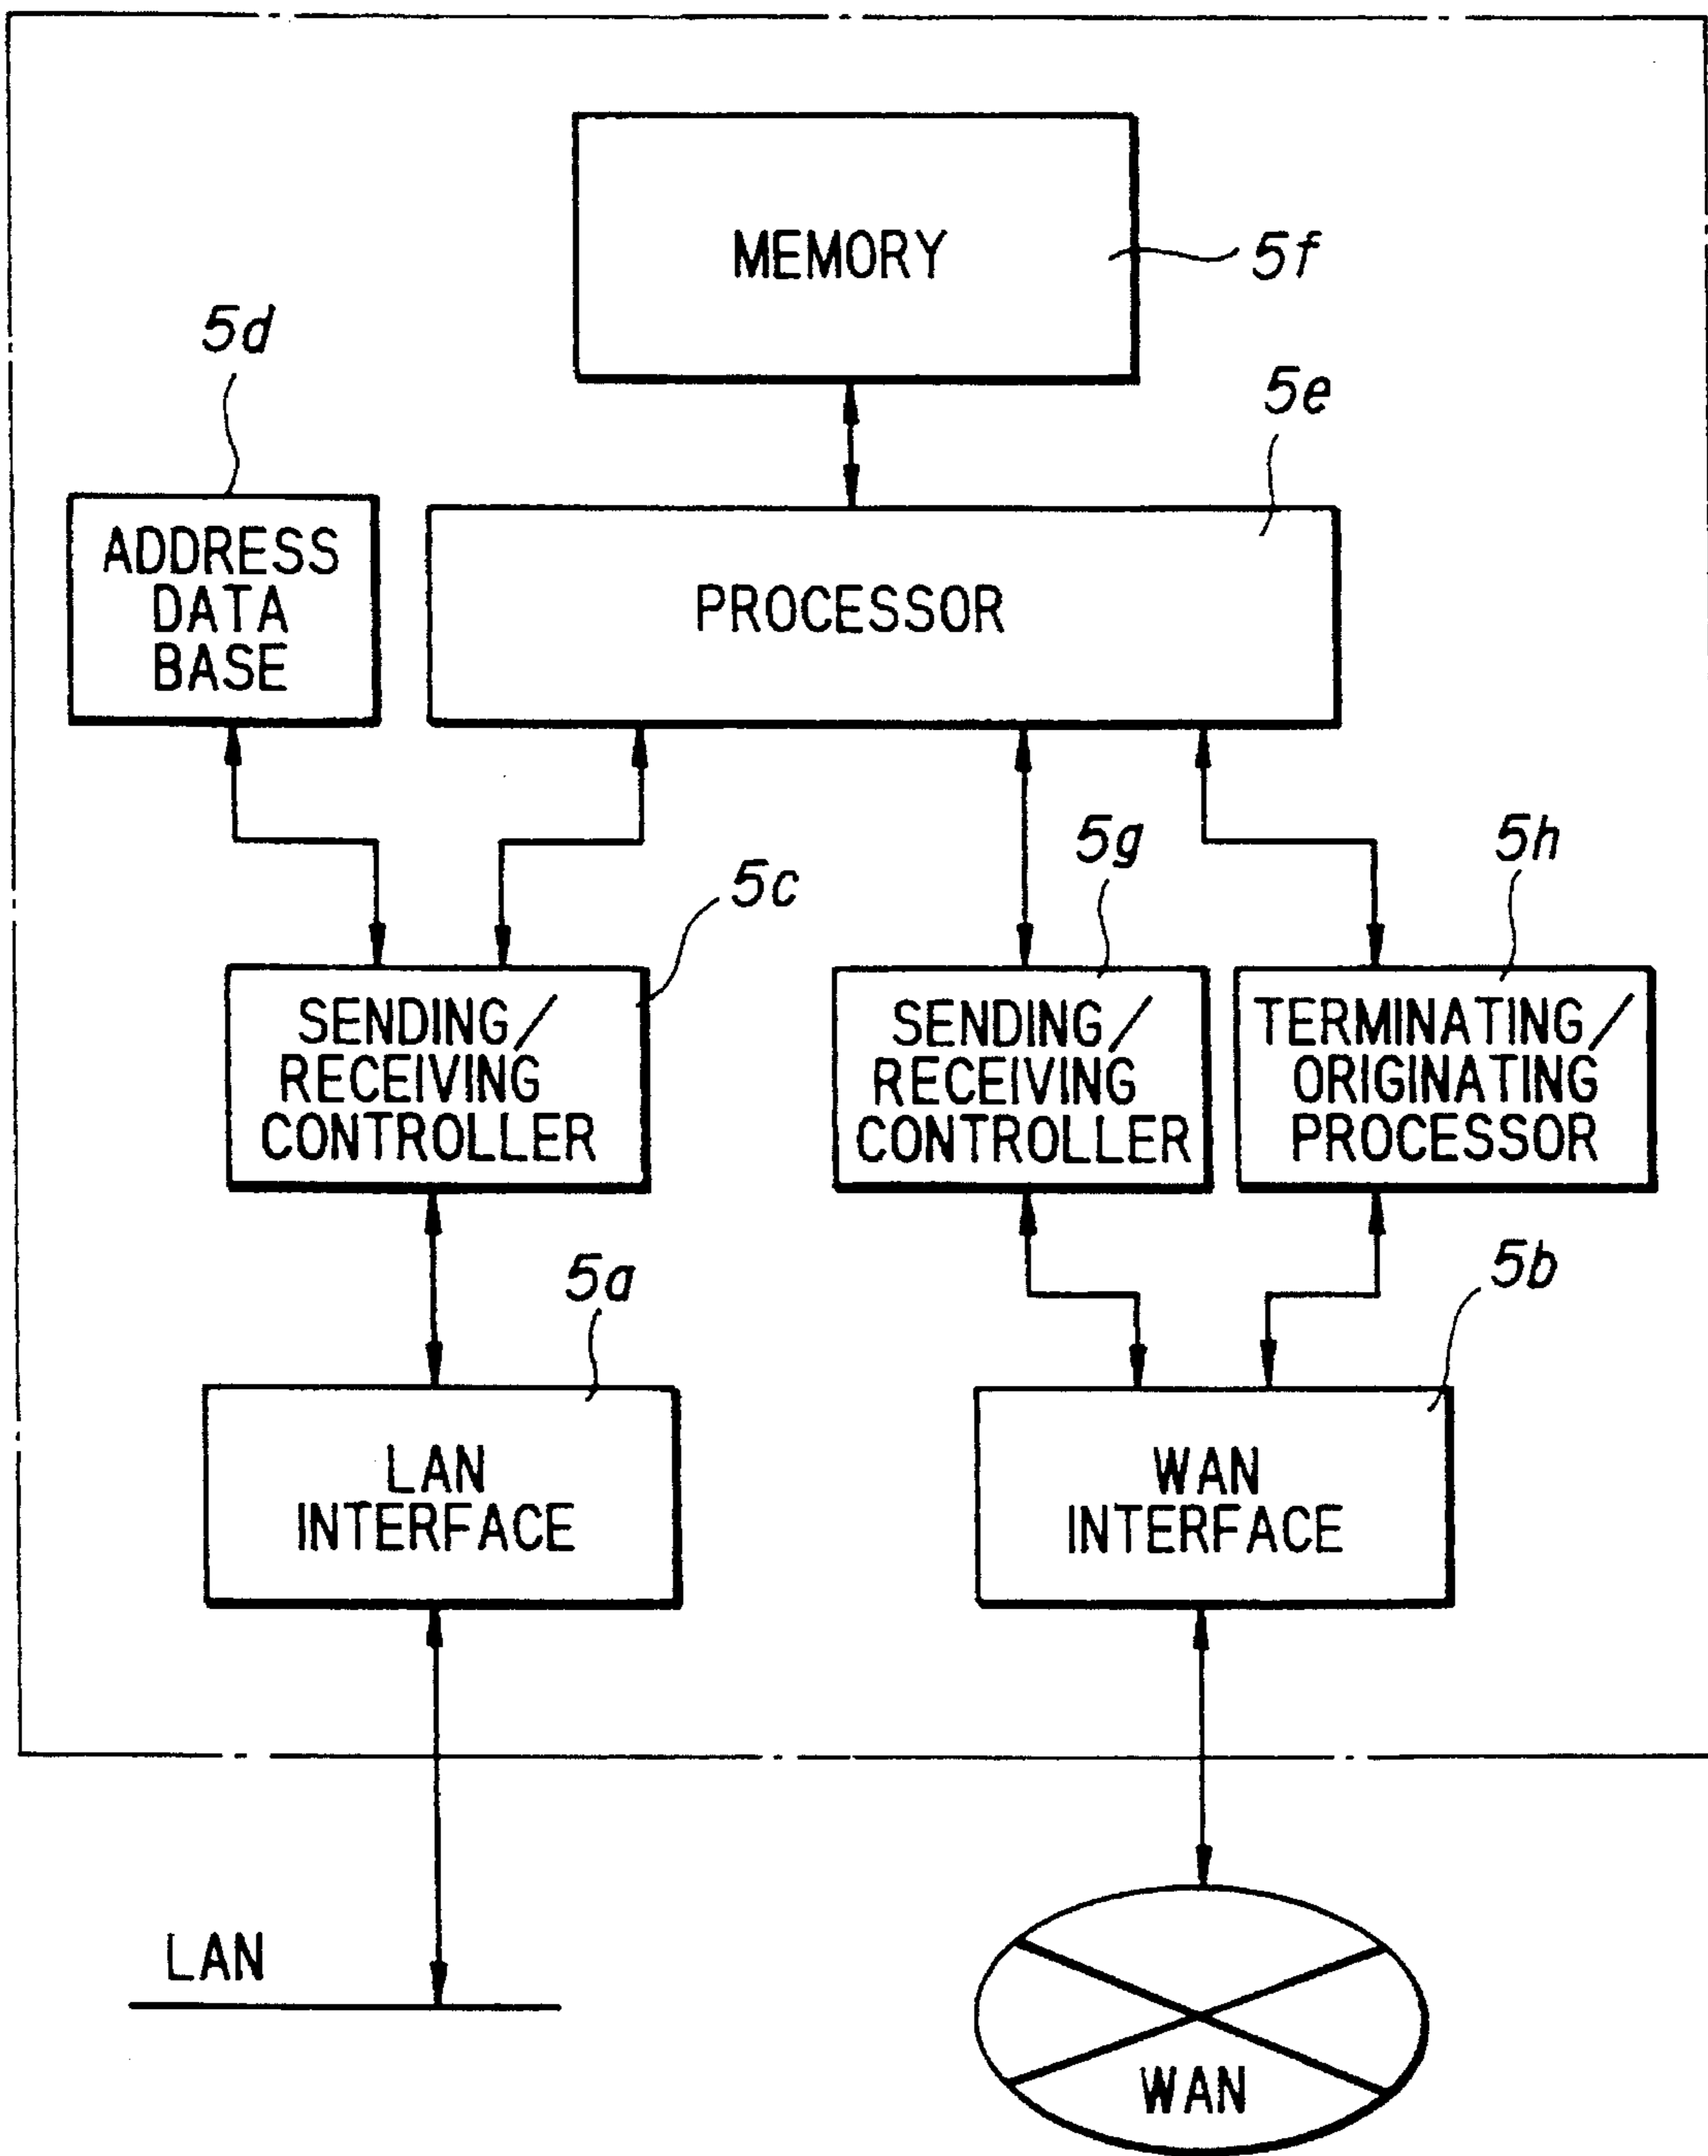 MEMORY
5f
5d
5e
ADDRESS
DATA
BASE
PROCESSOR
5c
5g
5h
SENDING/
RECEIVING
CONTROLLER
SENDING/
RECEIVING
CONTROLLER
TERMINATING/
ORIGINATING
PROCESSOR
5a
5b
LAN
INTERFACE
WAN
INTERFACE
LAN
WAN